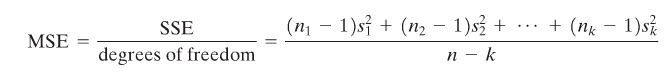 MSE = SSE / degrees of freedom = (n₁ − 1)s₁² + (n₂ − 1)s₂² + ⋯ + (nₖ − 1)sₖ² / n − k